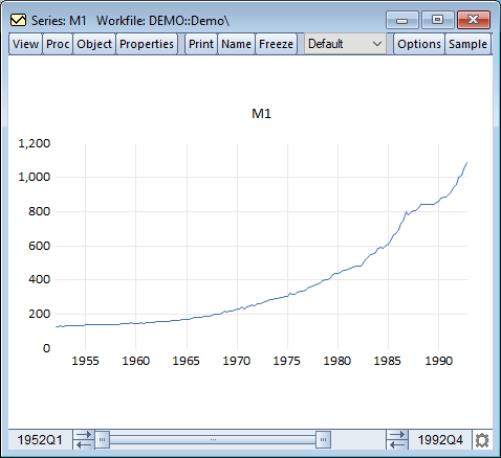 Series: M1 Workfile: DEMO::Demo\
View Proc Object Properties Print Name Freeze Default Options Sample
M1
1,200
1,000
800
600
400
200
0
1955 1960 1965 1970 1975 1980 1985 1990
1952Q1 1992Q4